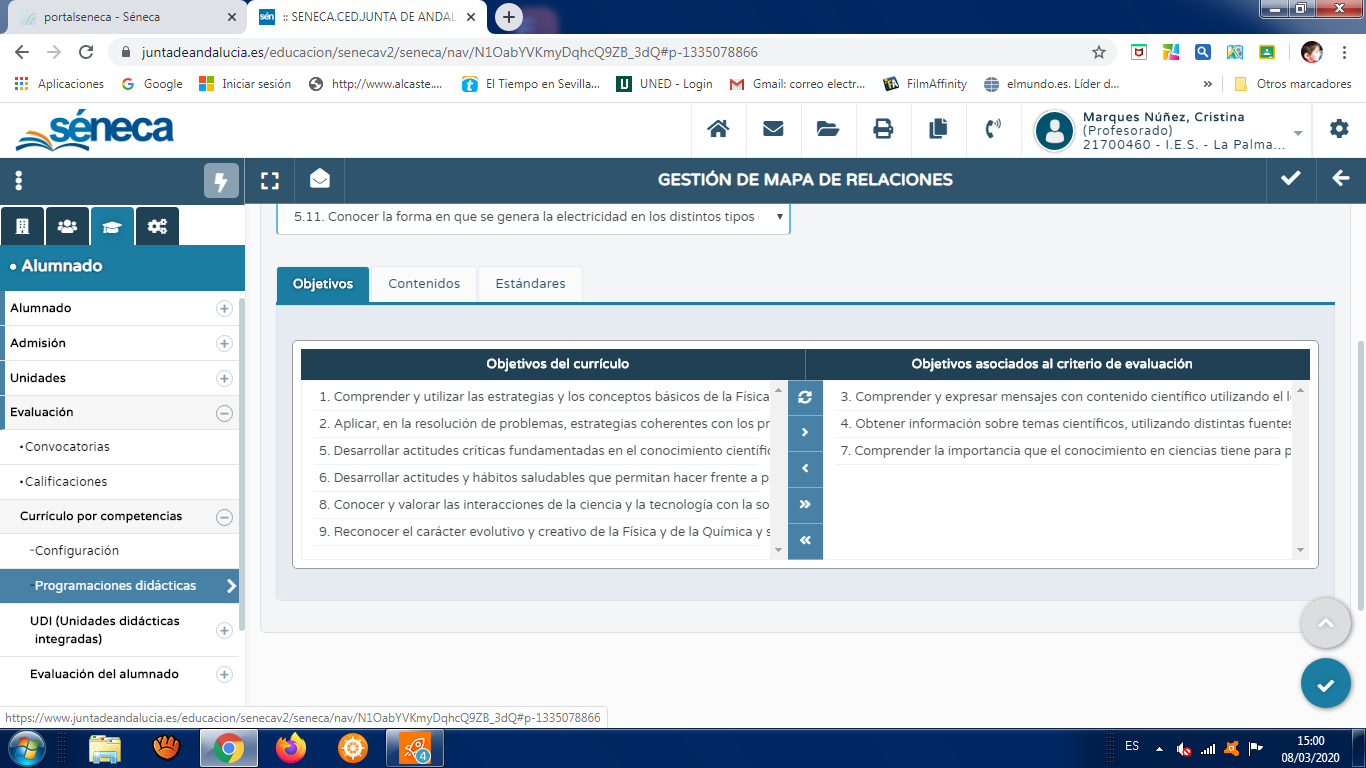 portalseneca - Séneca
sén :: SENECA.CED.JUNTA DE ANDAL
juntadeandalucia.es/educacion/senecav2/seneca/nav/N1OabYVKmyDqhcQ9ZB_3dQ#p-1335078866
Aplicaciones G Google Iniciar sesión http://www.alcaste.... El Tiempo en Sevilla... U UNED - Login Gmail: correo electr... FA FilmAffinity elmundo.es. Líder d... » Otros marcadores
séneca
Marques Núñez, Cristina
(Profesorado)
21700460 - I.E.S. - La Palma...
GESTIÓN DE MAPA DE RELACIONES
• Alumnado
Alumnado
Admisión
Unidades
Evaluación
•Convocatorias
•Calificaciones
Currículo por competencias
-Configuración
-Programaciones didácticas
UDI (Unidades didácticas
integradas)
Evaluación del alumnado
5.11. Conocer la forma en que se genera la electricidad en los distintos tipos
Objetivos Contenidos Estándares
Objetivos del currículo
1. Comprender y utilizar las estrategias y los conceptos básicos de la Física
2. Aplicar, en la resolución de problemas, estrategias coherentes con los pr
5. Desarrollar actitudes críticas fundamentadas en el conocimiento científic
6. Desarrollar actitudes y hábitos saludables que permitan hacer frente a p
8. Conocer y valorar las interacciones de la ciencia y la tecnología con la so
9. Reconocer el carácter evolutivo y creativo de la Física y de la Química y s
Objetivos asociados al criterio de evaluación
3. Comprender y expresar mensajes con contenido científico utilizando el l
4. Obtener información sobre temas científicos, utilizando distintas fuentes
7. Comprender la importancia que el conocimiento en ciencias tiene para p
https://www.juntadeandalucia.es/educacion/senecav2/seneca/nav/N1OabYVKmyDqhcQ9ZB_3dQ#p-1335078866
4
ES
15:00
08/03/2020